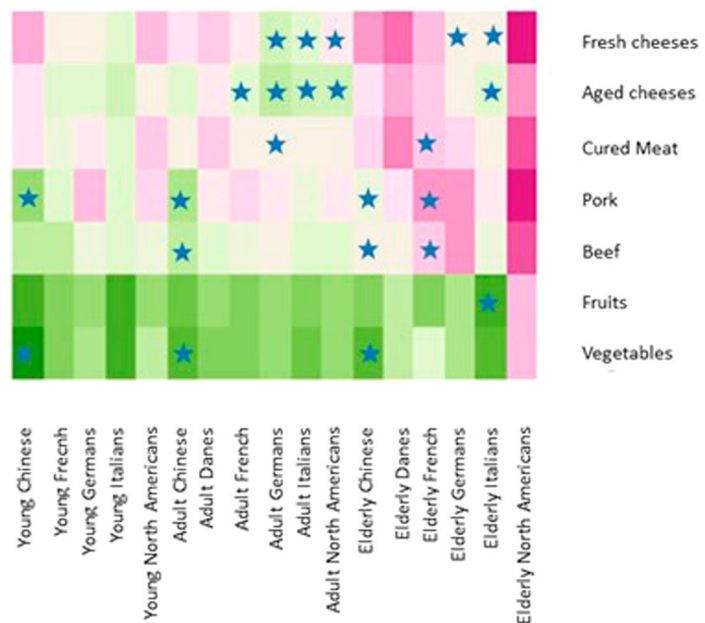 Fresh cheeses
Aged cheeses
Cured Meat
Pork
Beef
Fruits
Vegetables
Young Chinese
Young Frecnh
Young Germans
Young Italians
Young North Americans
Adult Chinese
Adult Danes
Adult French
Adult Germans
Adult Italians
Adult North Americans
Elderly Chinese
Elderly Danes
Elderly French
Elderly Germans
Elderly Italians
Elderly North Americans